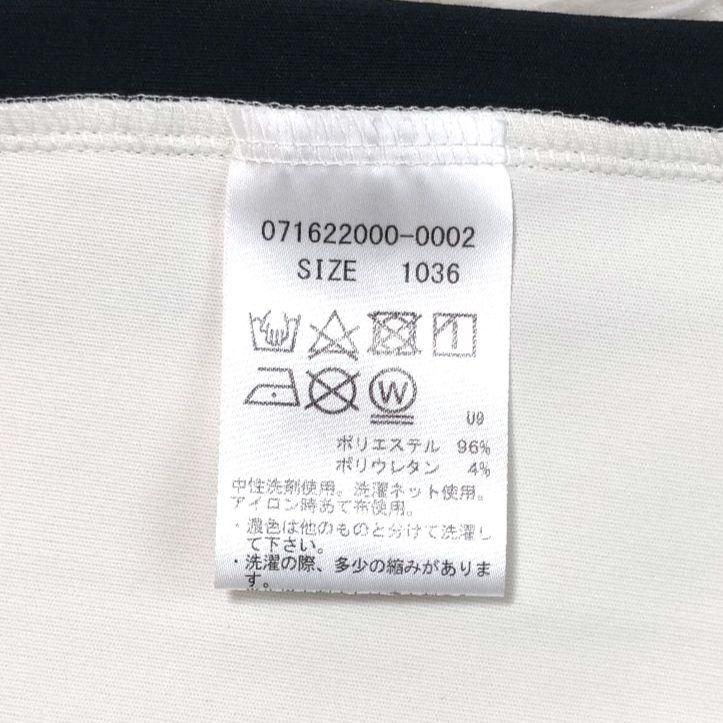 071622000-0002
SIZE 1036
W
U9
ポリエステル 96%
ポリウレタン 4%
中性洗剤使用。洗濯ネット使用。
アイロン時あて布使用。
・濃色は他のものと分けて洗濯し
て下さい。
・洗濯の際、多少の縮みがありま
す。